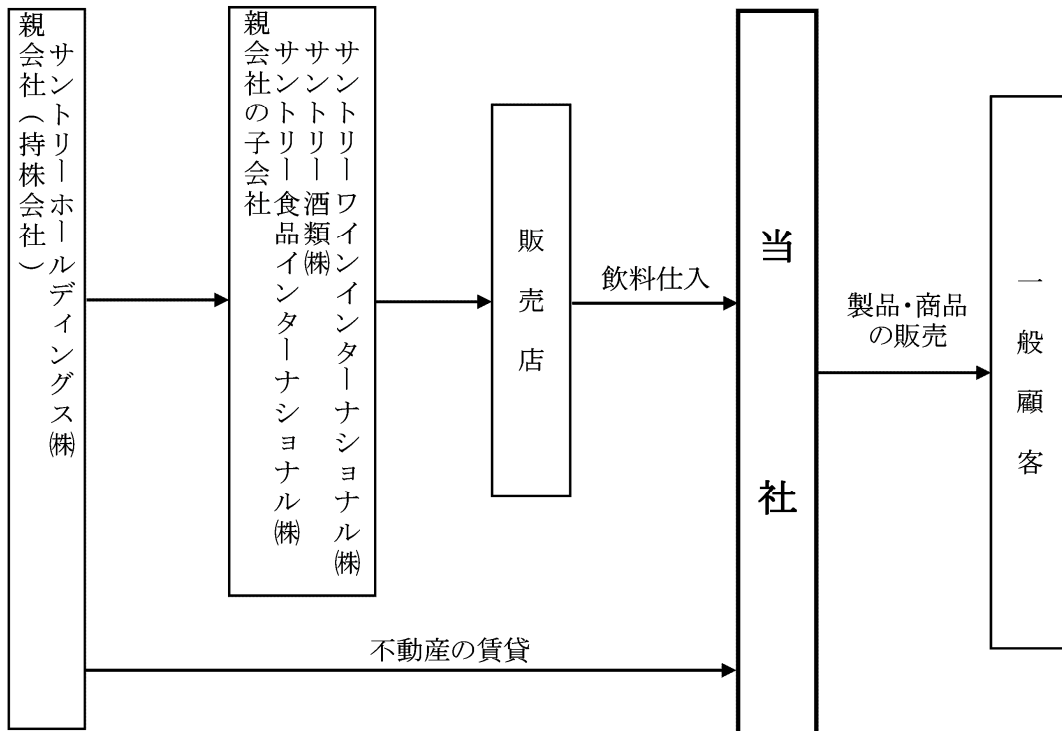 親会社（持株会社）
サントリーホールディングス㈱
親会社の子会社
サントリー食品インターナショナル㈱
サントリー酒類㈱
サントリーワインインターナショナル㈱
販売店
飲料仕入
当社
製品・商品
の販売
一般顧客
不動産の賃貸